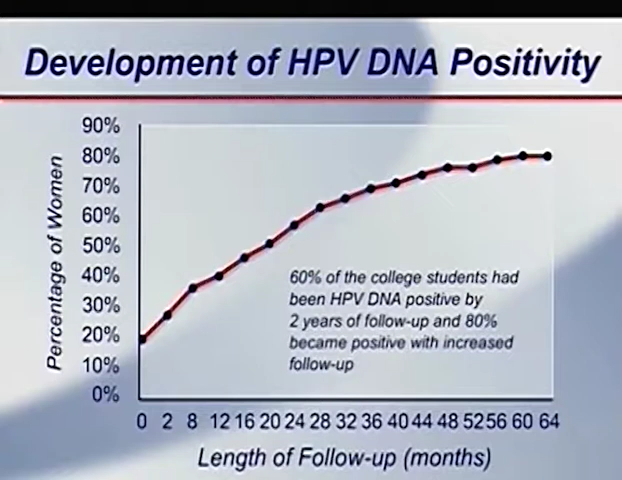 Development of HPV DNA Positivity
Percentage of Women
90%
80%
70%
60%
50%
40%
30%
20%
10%
0%
60% of the college students had
been HPV DNA positive by
2 years of follow-up and 80%
became positive with increased
follow-up
0 2 8 12 16 20 24 28 32 36 40 44 48 52 56 60 64
Length of Follow-up (months)